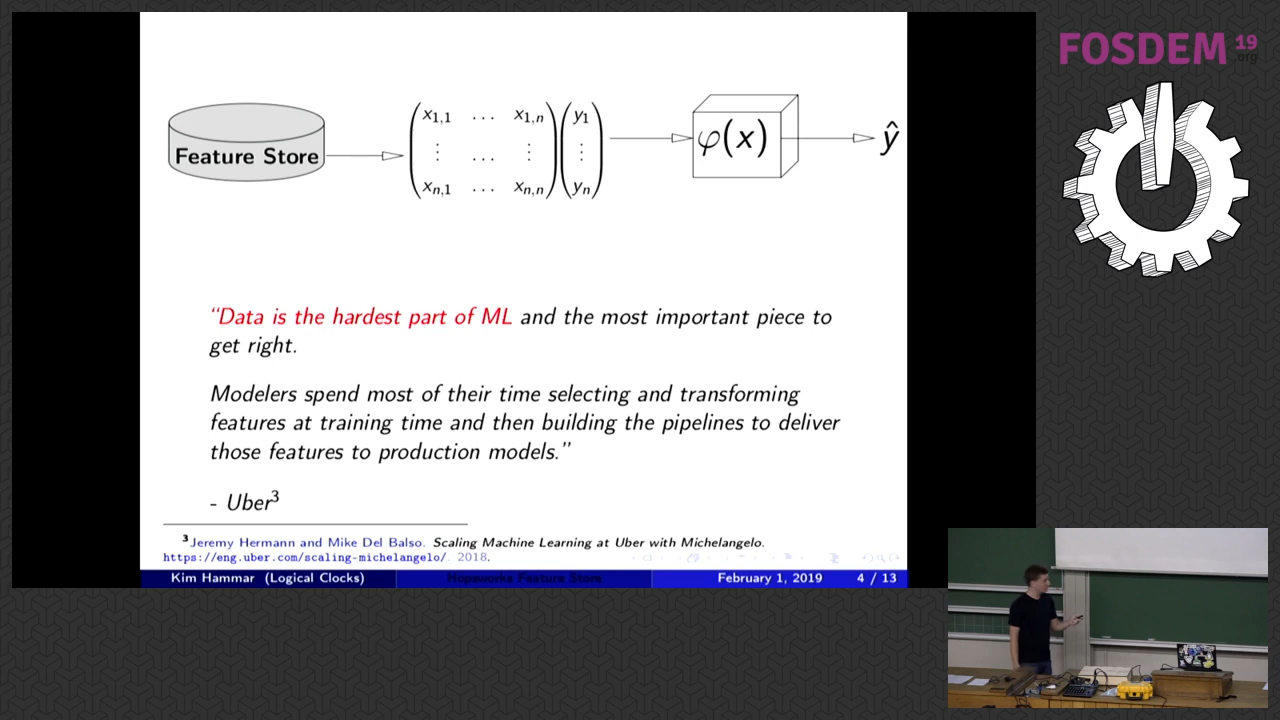 FOSDEM 19
.org
Feature Store
x1,1 ... x1,n y1
⋮ ... ⋮ ⋮
xn,1 ... xn,n yn
φ(x)
ŷ
“Data is the hardest part of ML and the most important piece to
get right.
Modelers spend most of their time selecting and transforming
features at training time and then building the pipelines to deliver
those features to production models.”
- Uber3
3Jeremy Hermann and Mike Del Balso. Scaling Machine Learning at Uber with Michelangelo.
https://eng.uber.com/scaling-michelangelo/. 2018.
Kim Hammar (Logical Clocks) Hopsworks Feature Store February 1, 2019 4 / 13